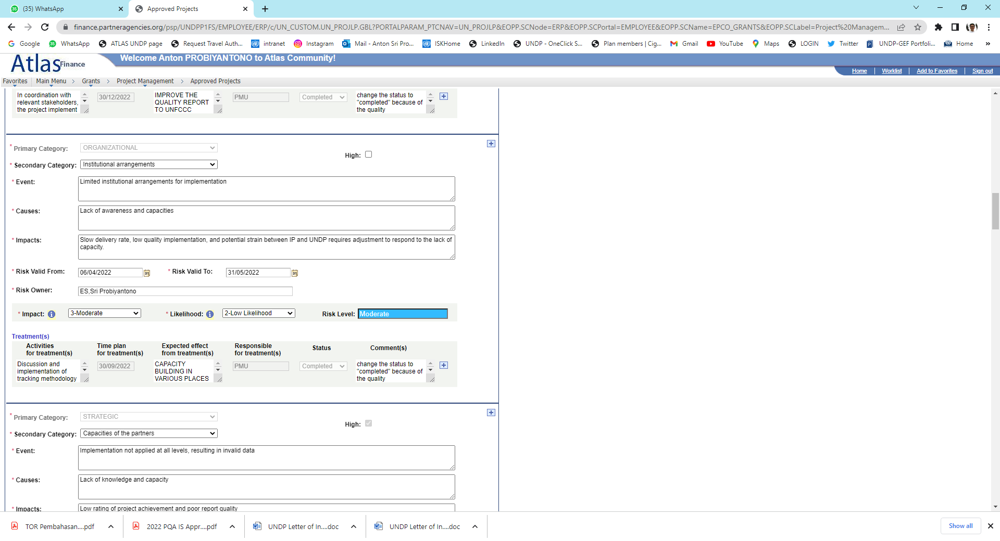 (35) WhatsApp
Approved Projects
finance.partneragencies.org/psp/UNDPP1FS/EMPLOYEE/ERP/c/UN_CUSTOM.UN_PROJLP.GBL?PORTALPARAM_PTCNAV=UN_PROJLP&EOPP.SCNode=ERP&EOPP.SCPortal=EMPLOYEE&EOPP.SCName=EPCO_GRANTS&EOPP.SCLabel=Project%20Managem...
Google WhatsApp ATLAS UNDP page Request Travel Auth... intranet Instagram Mail - Anton Sri Pro... ISKHome LinkedIn UNDP - OneClick S... Plan members | Cig... Gmail YouTube Maps LOGIN Twitter UNDP-GEF Portfoli... Home »
Atlas Finance
Welcome Anton PROBIYANTONO to Atlas Community!
Home Worklist Add to Favorites Sign out
Favorites Main Menu > Grants > Project Management > Approved Projects
In coordination with
relevant stakeholders,
the project implement
30/12/2022
IMPROVE THE
QUALITY REPORT
TO UNFCCC
PMU
Completed
change the status to
"completed" because of
the quality
* Primary Category: ORGANIZATIONAL
High:
* Secondary Category: Institutional arrangements
* Event: Limited institutional arrangements for implementation
* Causes: Lack of awareness and capacities
* Impacts: Slow delivery rate, low quality implementation, and potential strain between IP and UNDP requires adjustment to respond to the lack of
capacity.
* Risk Valid From: 06/04/2022 31 * Risk Valid To: 31/05/2022 31
* Risk Owner: ES,Sri Probiyantono
* Impact: i 3-Moderate * Likelihood: i 2-Low Likelihood Risk Level: Moderate
Treatment(s)
Activities
for treatment(s)
Time plan
for treatment(s)
Expected effect
from treatment(s)
Responsible
for treatment(s)
Status
Comment(s)
Discussion and
implementation of
tracking methodology
30/09/2022
CAPACITY
BUILDING IN
VARIOUS PLACES
PMU
Completed
change the status to
"completed" because of
the quality
* Primary Category: STRATEGIC
High:
* Secondary Category: Capacities of the partners
* Event: Implementation not applied at all levels, resulting in invalid data
* Causes: Lack of knowledge and capacity
* Impacts: Low rating of project achievement and poor report quality
TOR Pembahasan....pdf 2022 PQA IS Appr....pdf UNDP Letter of In....doc UNDP Letter of In....doc Show all